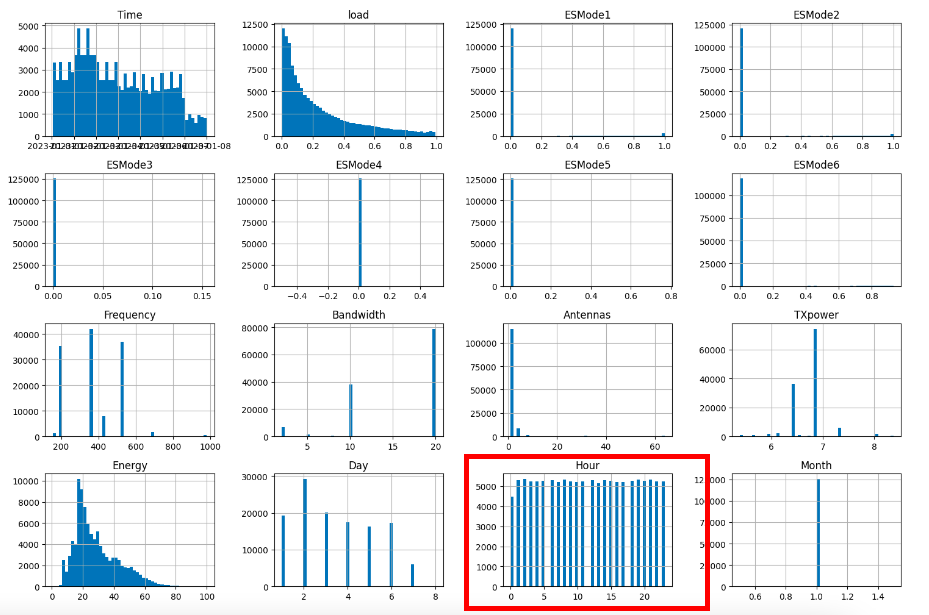 Time load ESMode1 ESMode2
5000 4000 3000 2000 1000 0
12500 10000 7500 5000 2500 0
0.0 0.2 0.4 0.6 0.8 1.0
125000 100000 75000 50000 25000 0
0.0 0.2 0.4 0.6 0.8 1.0
125000 100000 75000 50000 25000 0
0.0 0.2 0.4 0.6 0.8 1.0
ESMode3 ESMode4 ESMode5 ESMode6
125000 100000 75000 50000 25000 0
0.00 0.05 0.10 0.15
125000 100000 75000 50000 25000 0
−0.4 −0.2 0.0 0.2 0.4
125000 100000 75000 50000 25000 0
0.0 0.2 0.4 0.6 0.8
100000 75000 50000 25000 0
0.0 0.2 0.4 0.6 0.8
Frequency Bandwidth Antennas TXpower
40000 30000 20000 10000 0
200 400 600 800 1000
80000 60000 40000 20000 0
5 10 15 20
100000 75000 50000 25000 0
0 20 40 60
60000 40000 20000 0
6 7 8
Energy Day Hour Month
10000 8000 6000 4000 2000 0
0 20 40 60 80 100
30000 20000 10000 0
2 4 6 8
5000 4000 3000 2000 1000 0
0 5 10 15 20
0.6 0.8 1.0 1.2 1.4